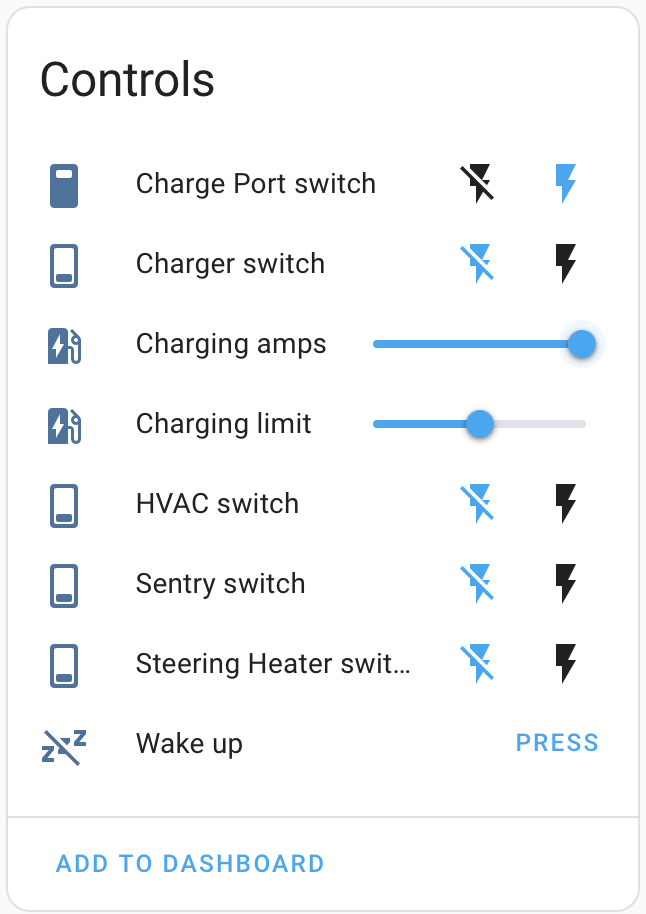 Controls
Charge Port switch
Charger switch
Charging amps
Charging limit
HVAC switch
Sentry switch
Steering Heater swit...
Wake up PRESS
ADD TO DASHBOARD